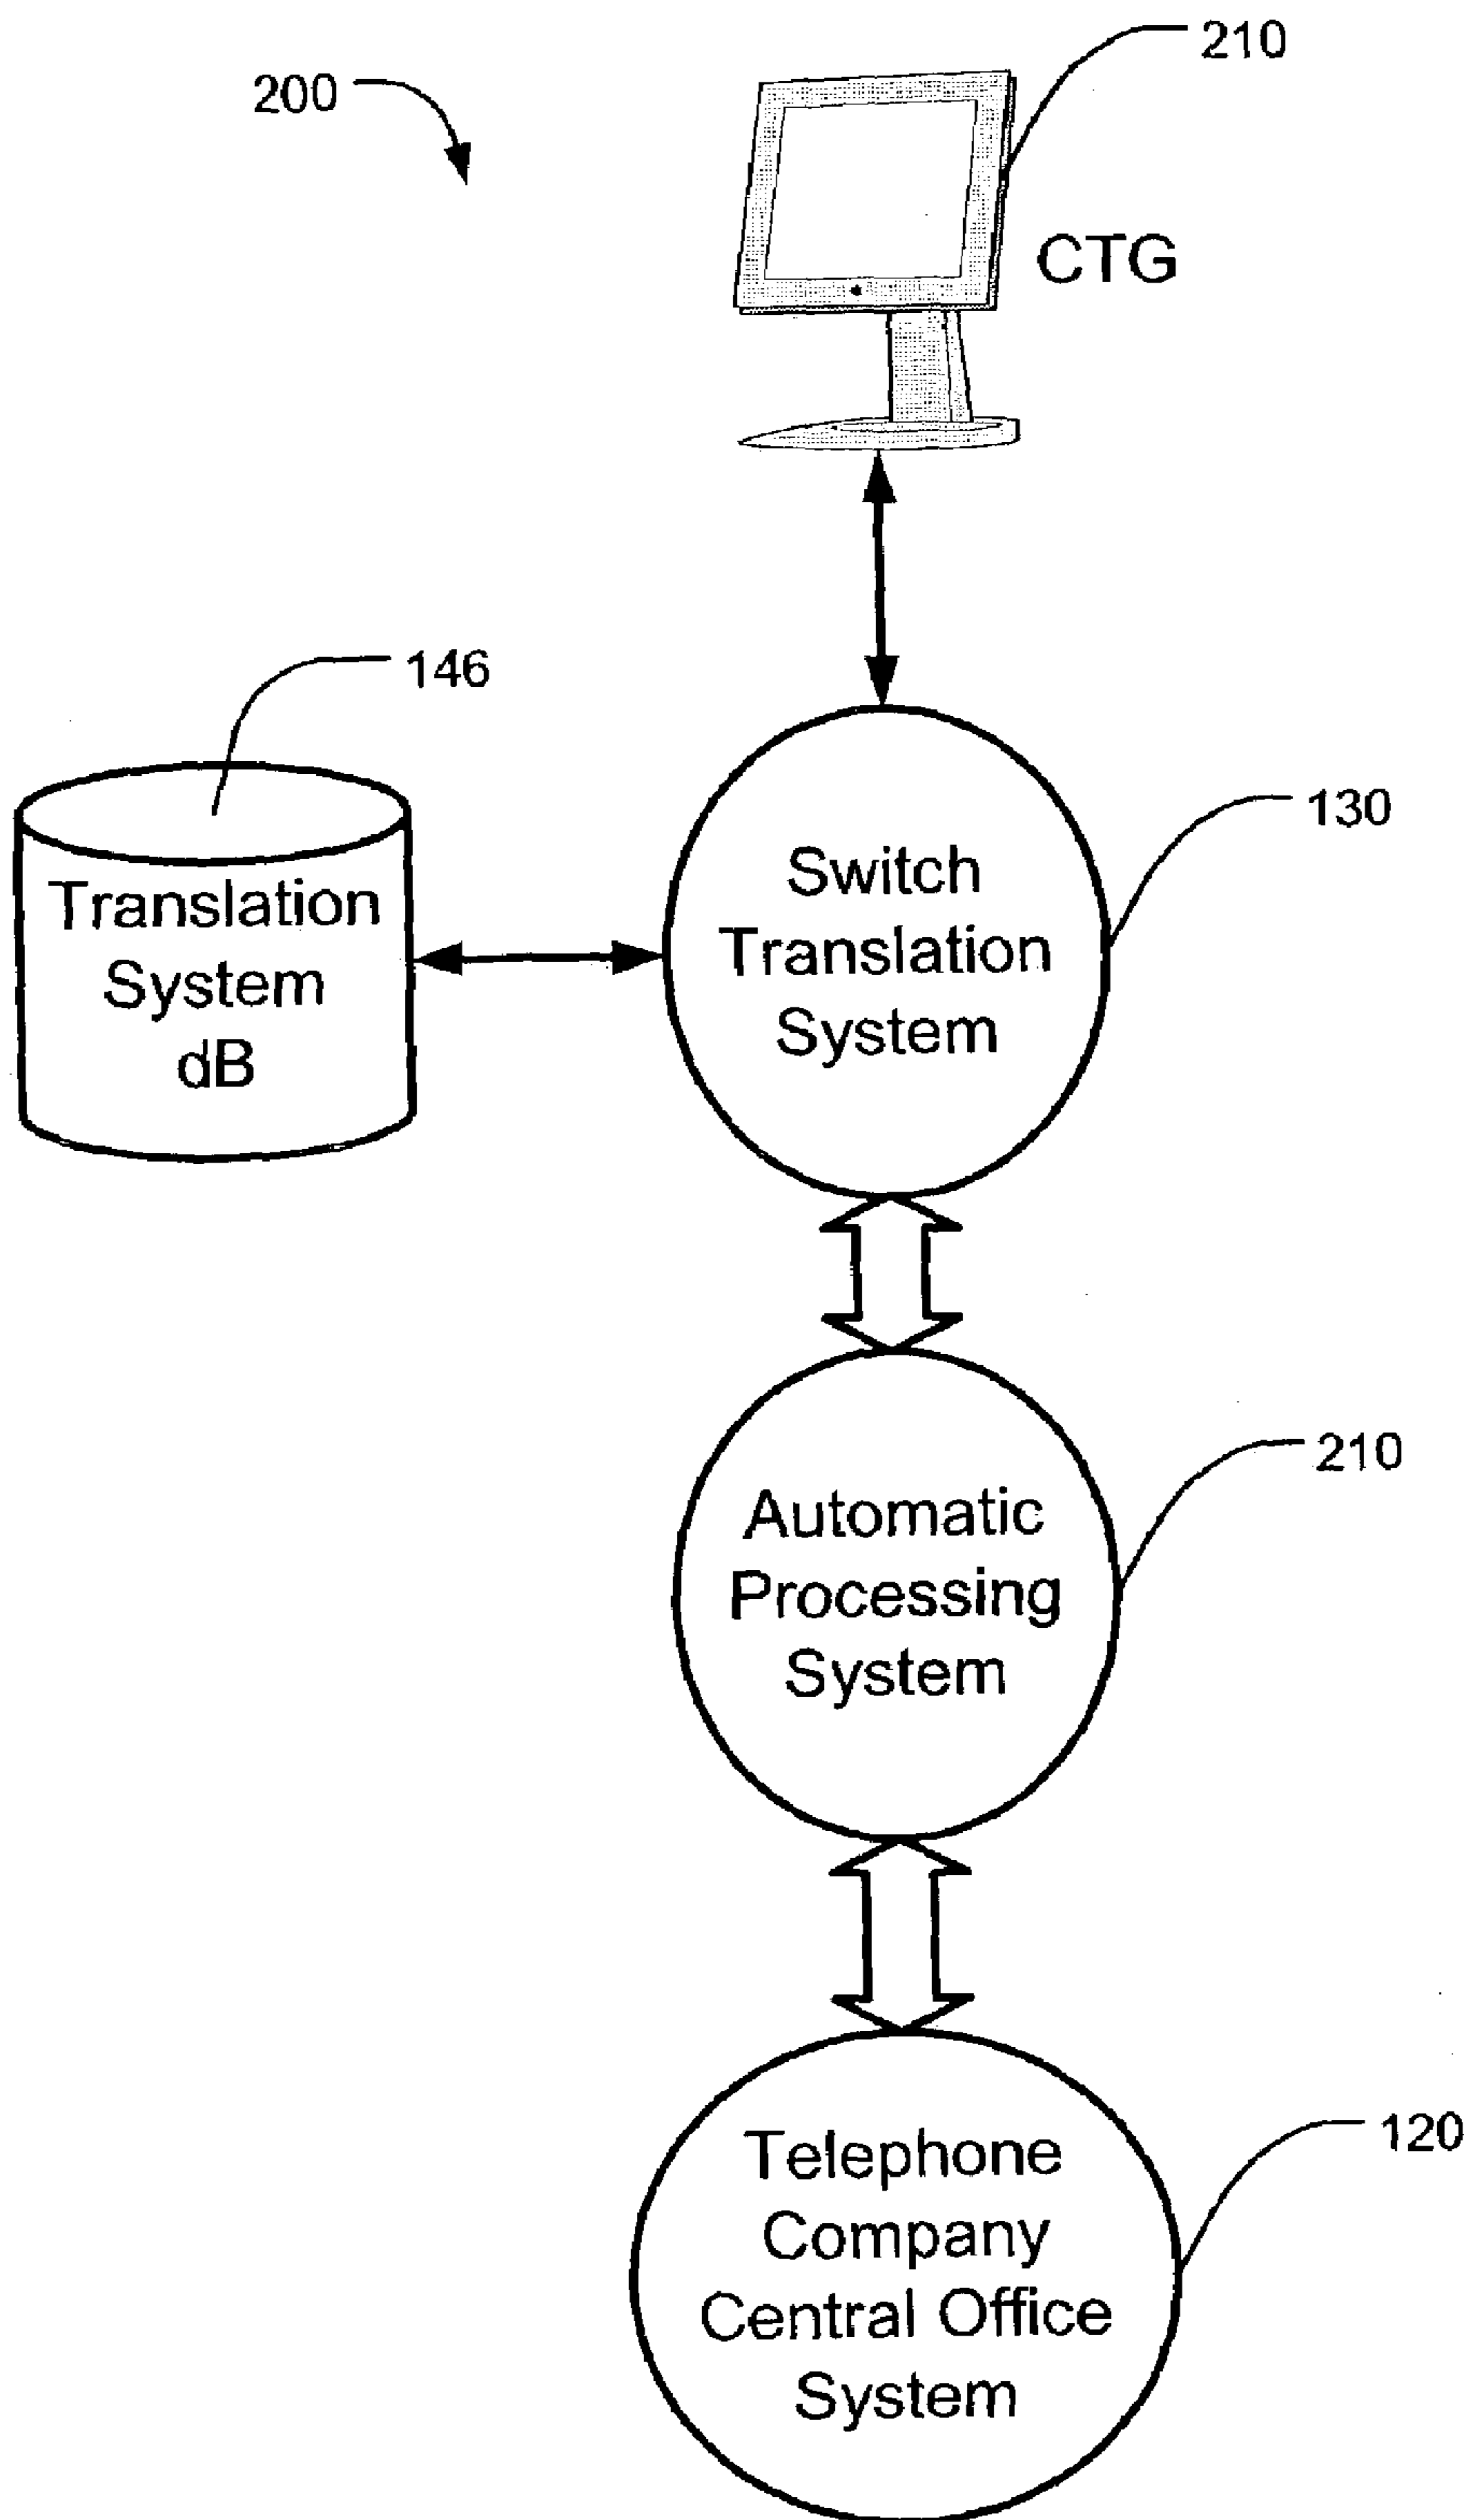 210
200
CTG
146
130
Switch
Translation
System
Translation
System
dB
210
Automatic
Processing
System
120
Telephone
Company
Central Office
System